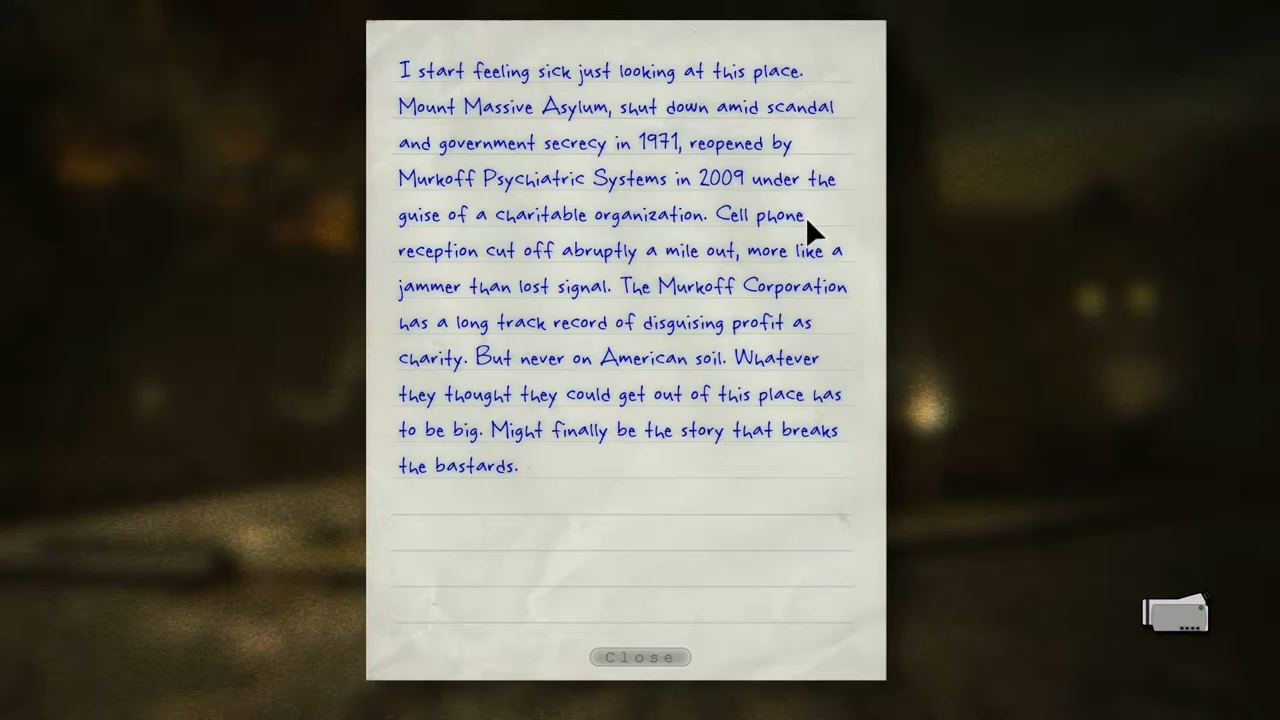 I start feeling sick just looking at this place.
Mount Massive Asylum, shut down amid scandal
and government secrecy in 1971, reopened by
Murkoff Psychiatric Systems in 2009 under the
guise of a charitable organization. Cell phone
reception cut off abruptly a mile out, more like a
jammer than lost signal. The Murkoff Corporation
has a long track record of disguising profit as
charity. But never on American soil. Whatever
they thought they could get out of this place has
to be big. Might finally be the story that breaks
the bastards.
Close